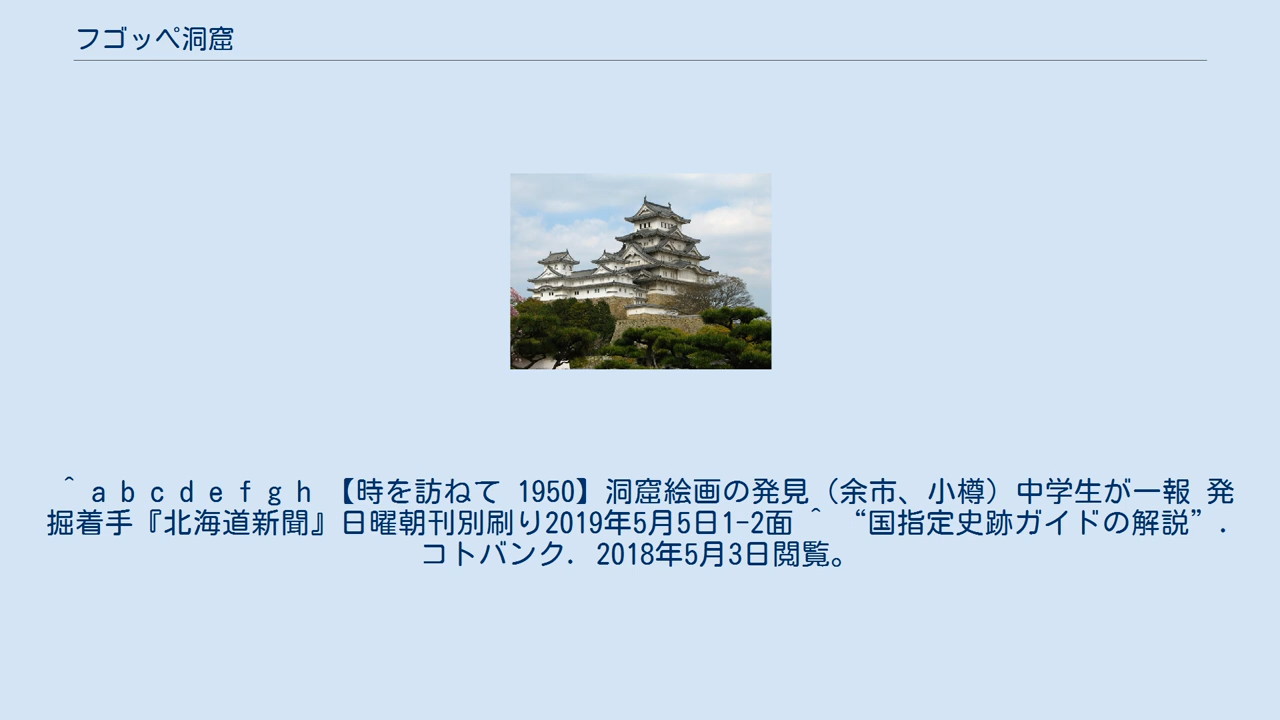 フゴッペ洞窟
^ a b c d e f g h 【時を訪ねて 1950】洞窟絵画の発見（余市、小樽）中学生が一報 発
掘着手『北海道新聞』日曜朝刊別刷り2019年5月5日1-2面 ^ “国指定史跡ガイドの解説”.
コトバンク. 2018年5月3日閲覧。